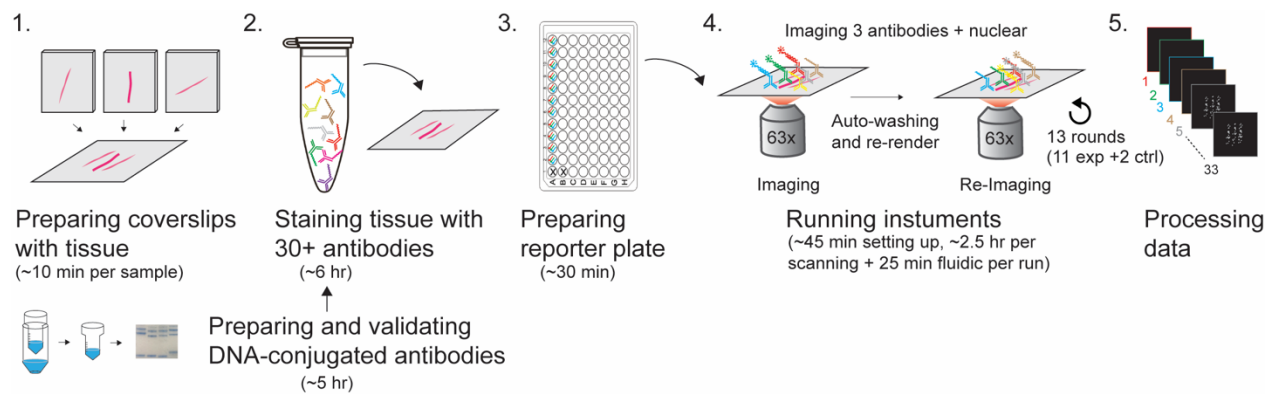 1.
2.
3.
4.
5.
Imaging 3 antibodies + nuclear
63x
Auto-washing
and re-render
63x
13 rounds
(11 exp +2 ctrl)
Imaging
Re-Imaging
1
2
3
4
5
33
X X
A B C D E F G H
Preparing coverslips
with tissue
(~10 min per sample)
Staining tissue with
30+ antibodies
(~6 hr)
Preparing
reporter plate
(~30 min)
Running instuments
(~45 min setting up, ~2.5 hr per
scanning + 25 min fluidic per run)
Processing
data
Preparing and validating
DNA-conjugated antibodies
(~5 hr)